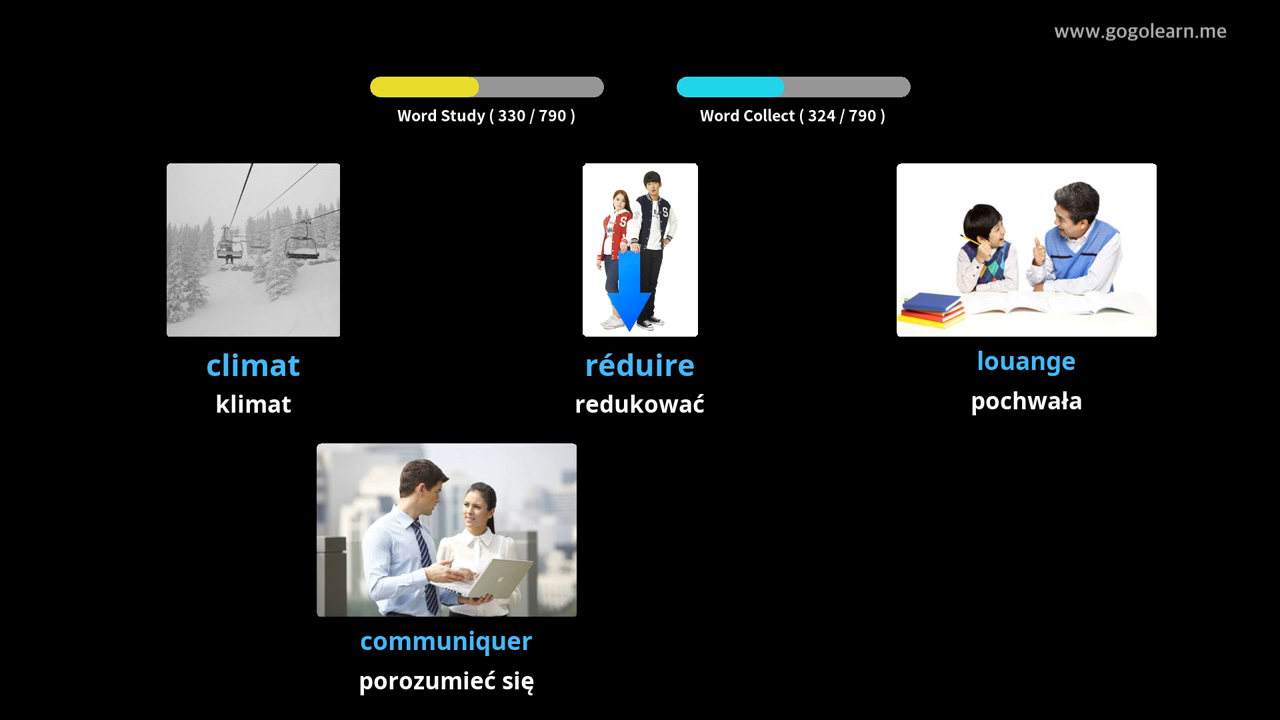 www.gogolearn.me
Word Study ( 330 / 790 )
Word Collect ( 324 / 790 )
climat
klimat
réduire
redukować
louange
pochwała
communiquer
porozumieć się